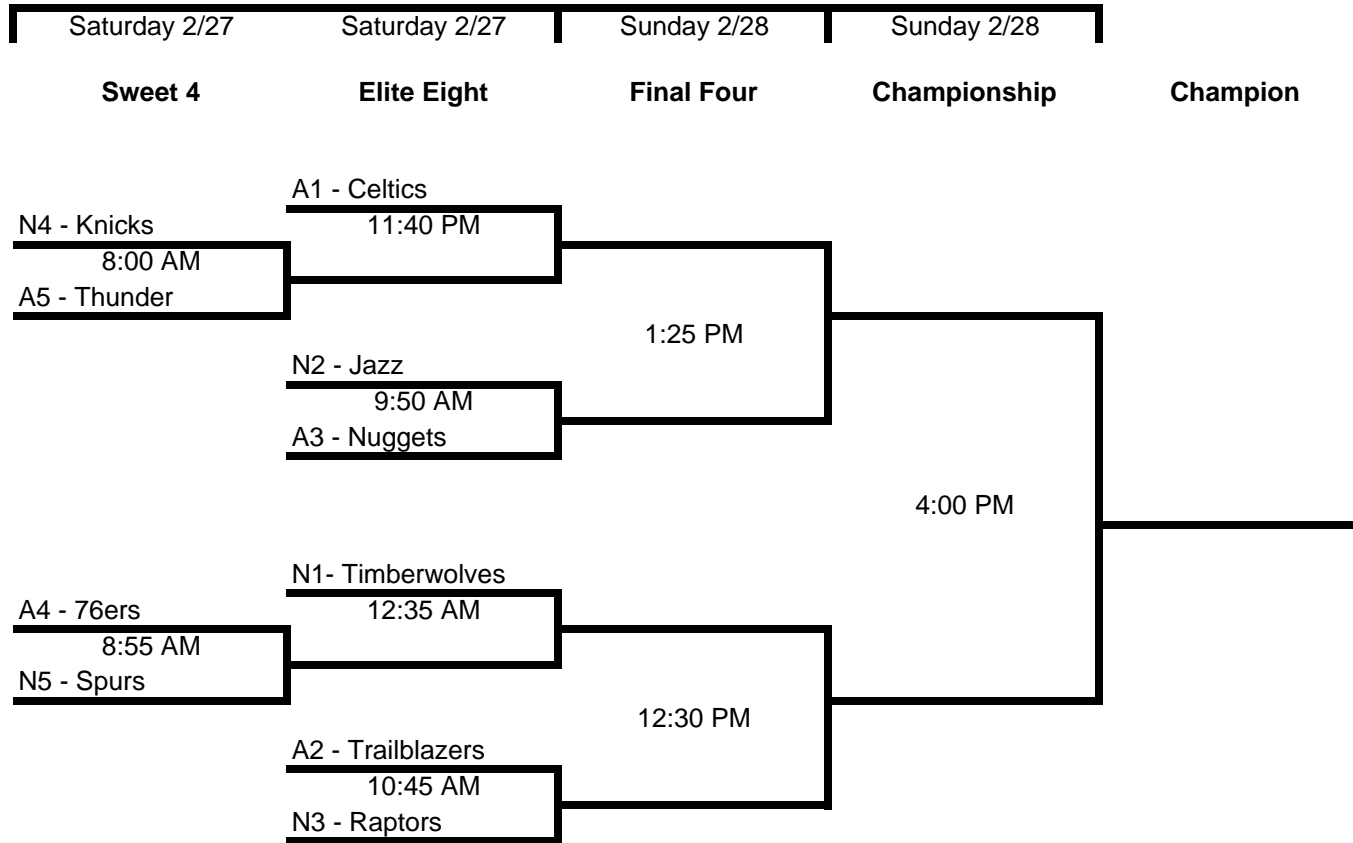 Saturday 2/27 Saturday 2/27 Sunday 2/28 Sunday 2/28
Sweet 4 Elite Eight Final Four Championship Champion
A1 - Celtics
N4 - Knicks 11:40 PM
8:00 AM
A5 - Thunder
1:25 PM
N2 - Jazz
9:50 AM
A3 - Nuggets
4:00 PM
N1- Timberwolves
A4 - 76ers 12:35 AM
8:55 AM
N5 - Spurs
12:30 PM
A2 - Trailblazers
10:45 AM
N3 - Raptors